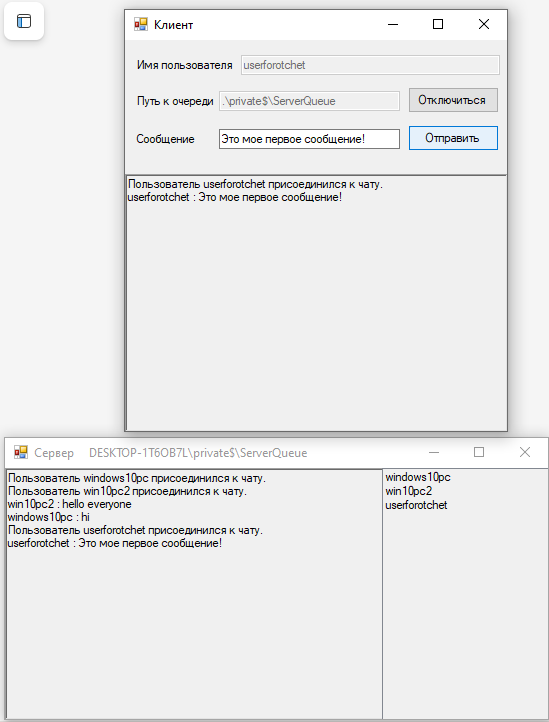 Клиент
Имя пользователя userforotchet
Путь к очереди .\private$\ServerQueue Отключиться
Сообщение Это мое первое сообщение! Отправить
Пользователь userforotchet присоединился к чату.
userforotchet : Это мое первое сообщение!
Сервер DESKTOP-1T6OB7L\private$\ServerQueue
Пользователь windows10pc присоединился к чату.
Пользователь win10pc2 присоединился к чату.
win10pc2 : hello everyone
windows10pc : hi
Пользователь userforotchet присоединился к чату.
userforotchet : Это мое первое сообщение!
windows10pc
win10pc2
userforotchet